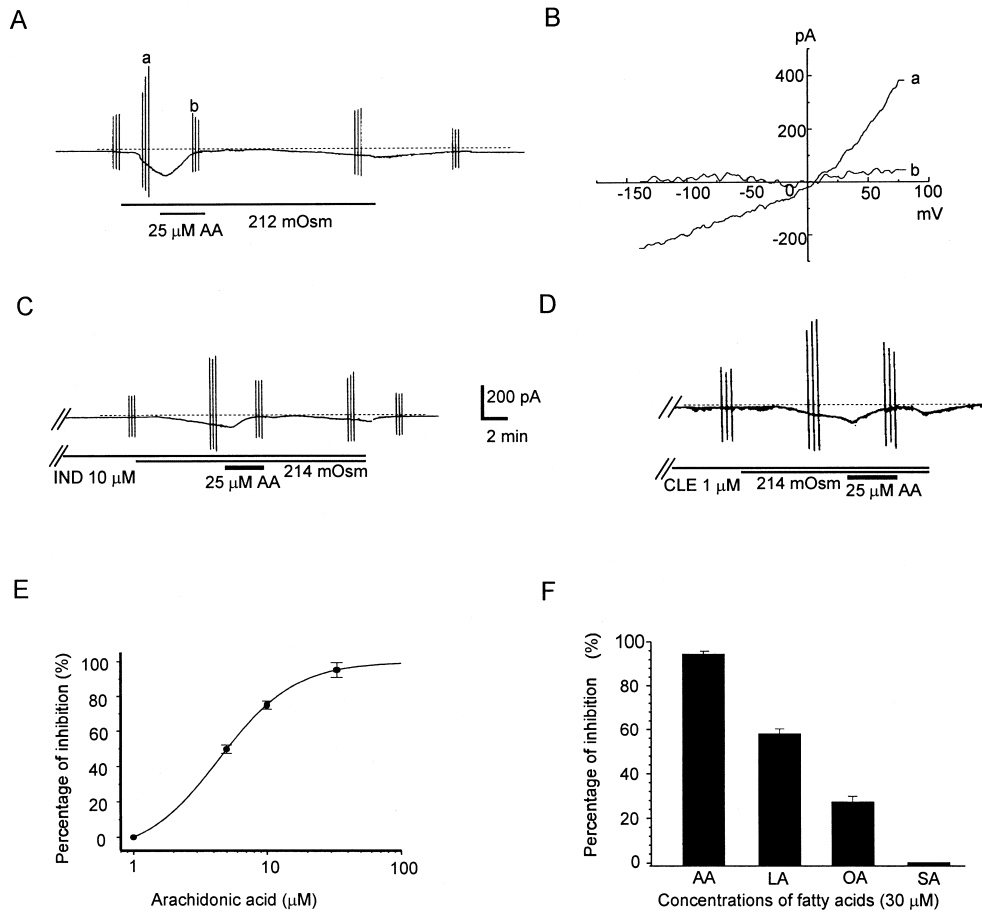 A
a
b
25 μM AA
212 mOsm
B
pA
400
200
-200
-150
-100
-50
0
50
100
mV
a
b
C
IND 10 μM
25 μM AA
214 mOsm
200 pA
2 min
D
CLE 1 μM
214 mOsm
25 μM AA
E
Percentage of inhibition (%)
100
80
60
40
20
0
1
10
100
Arachidonic acid (μM)
F
Percentage of inhibition (%)
100
80
60
40
20
0
AA
LA
OA
SA
Concentrations of fatty acids (30 μM)